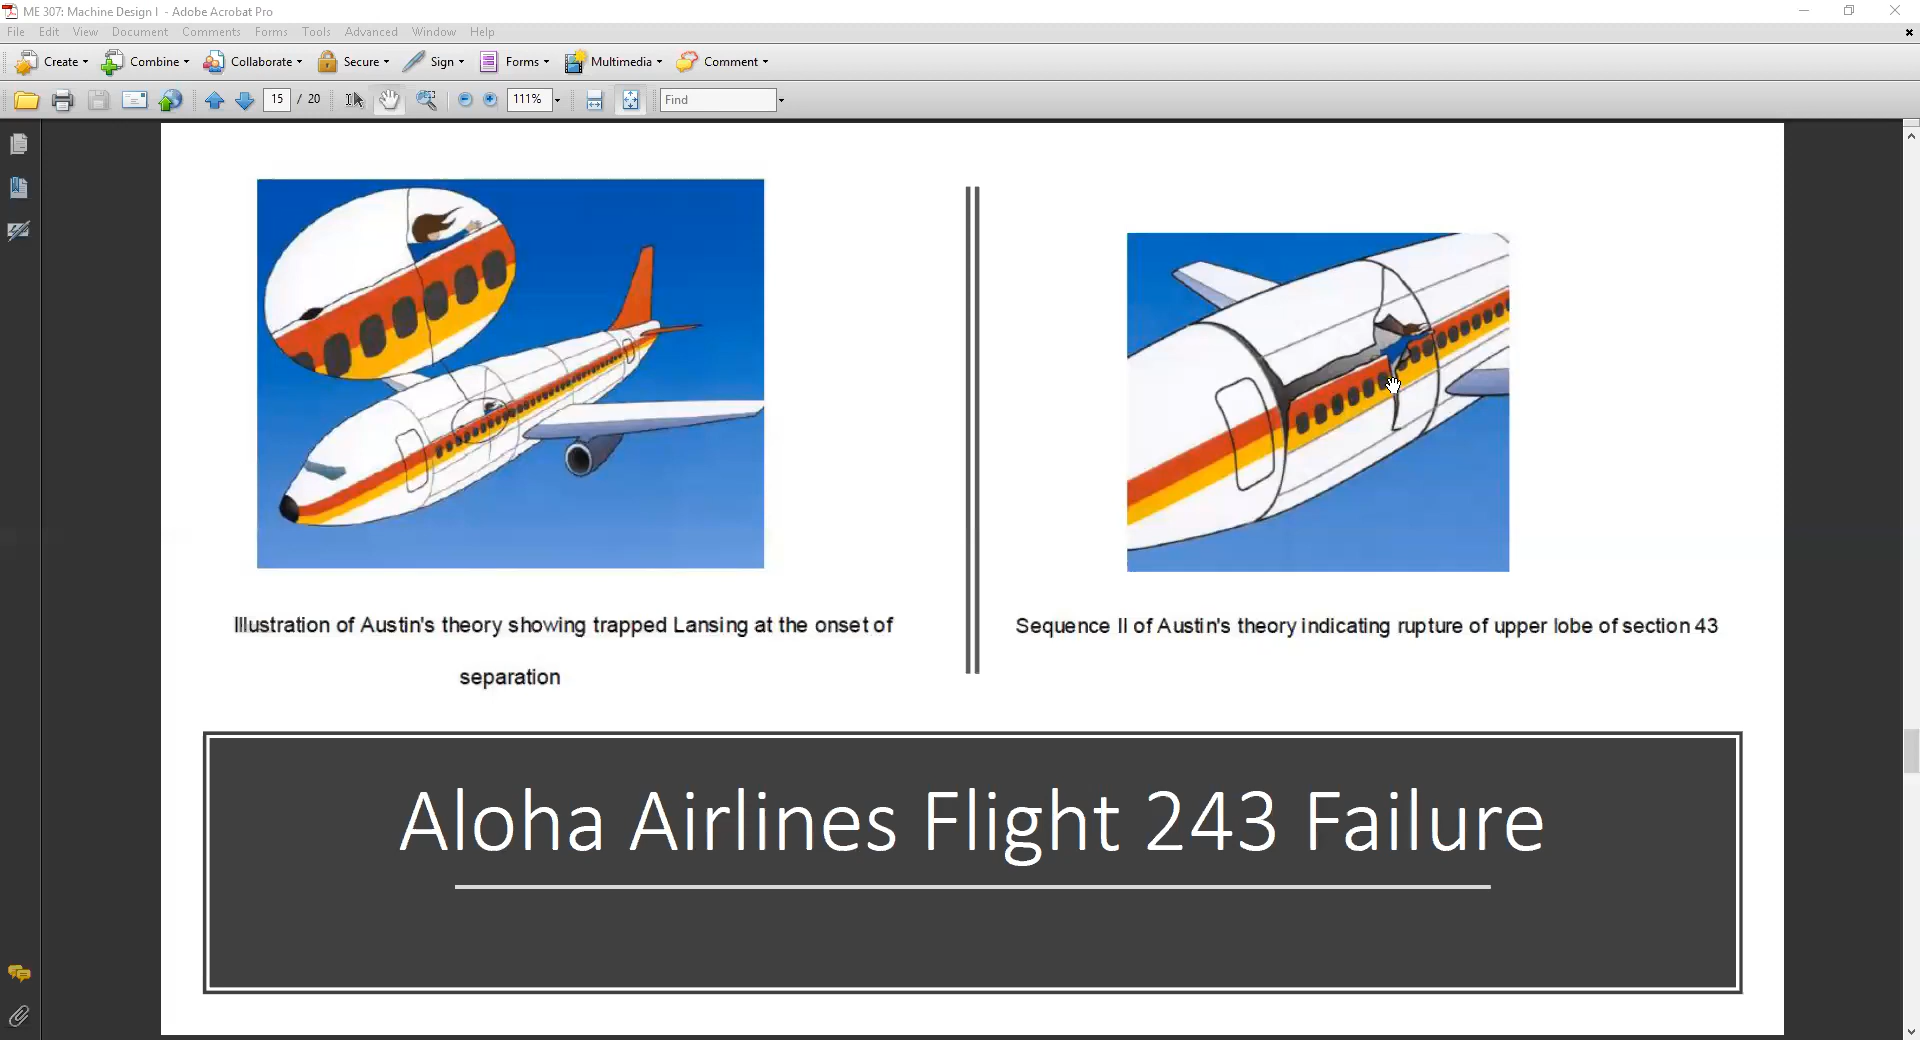 ME 307: Machine Design I - Adobe Acrobat Pro
File Edit View Document Comments Forms Tools Advanced Window Help
Create Combine Collaborate Secure Sign Forms Multimedia Comment
15 / 20 111% Find
Illustration of Austin's theory showing trapped Lansing at the onset of
separation
Sequence II of Austin's theory indicating rupture of upper lobe of section 43
Aloha Airlines Flight 243 Failure